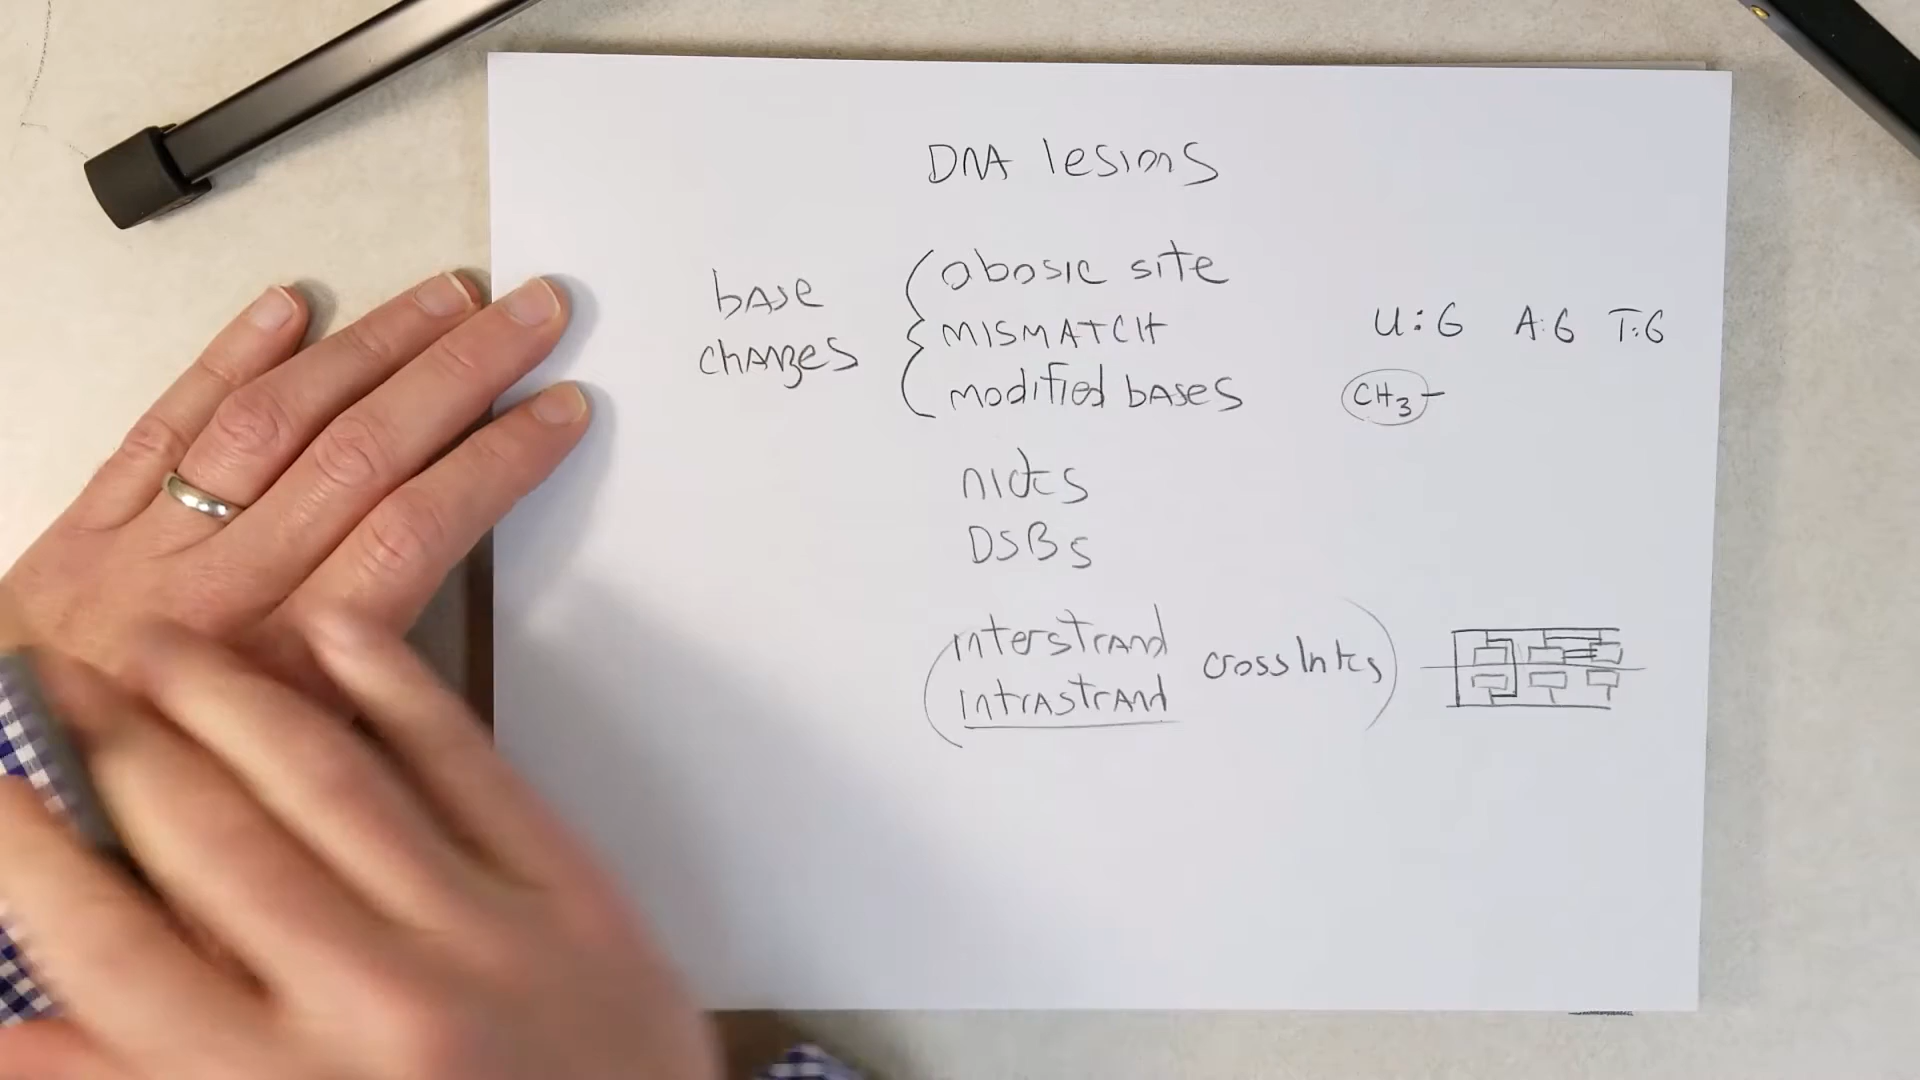 DNA lesions
base changes
abasic site
MISMATCH
modified bases
U:G A:G T:G
CH3-
nicks
DSBs
interstrand
intrastrand
crosslinks